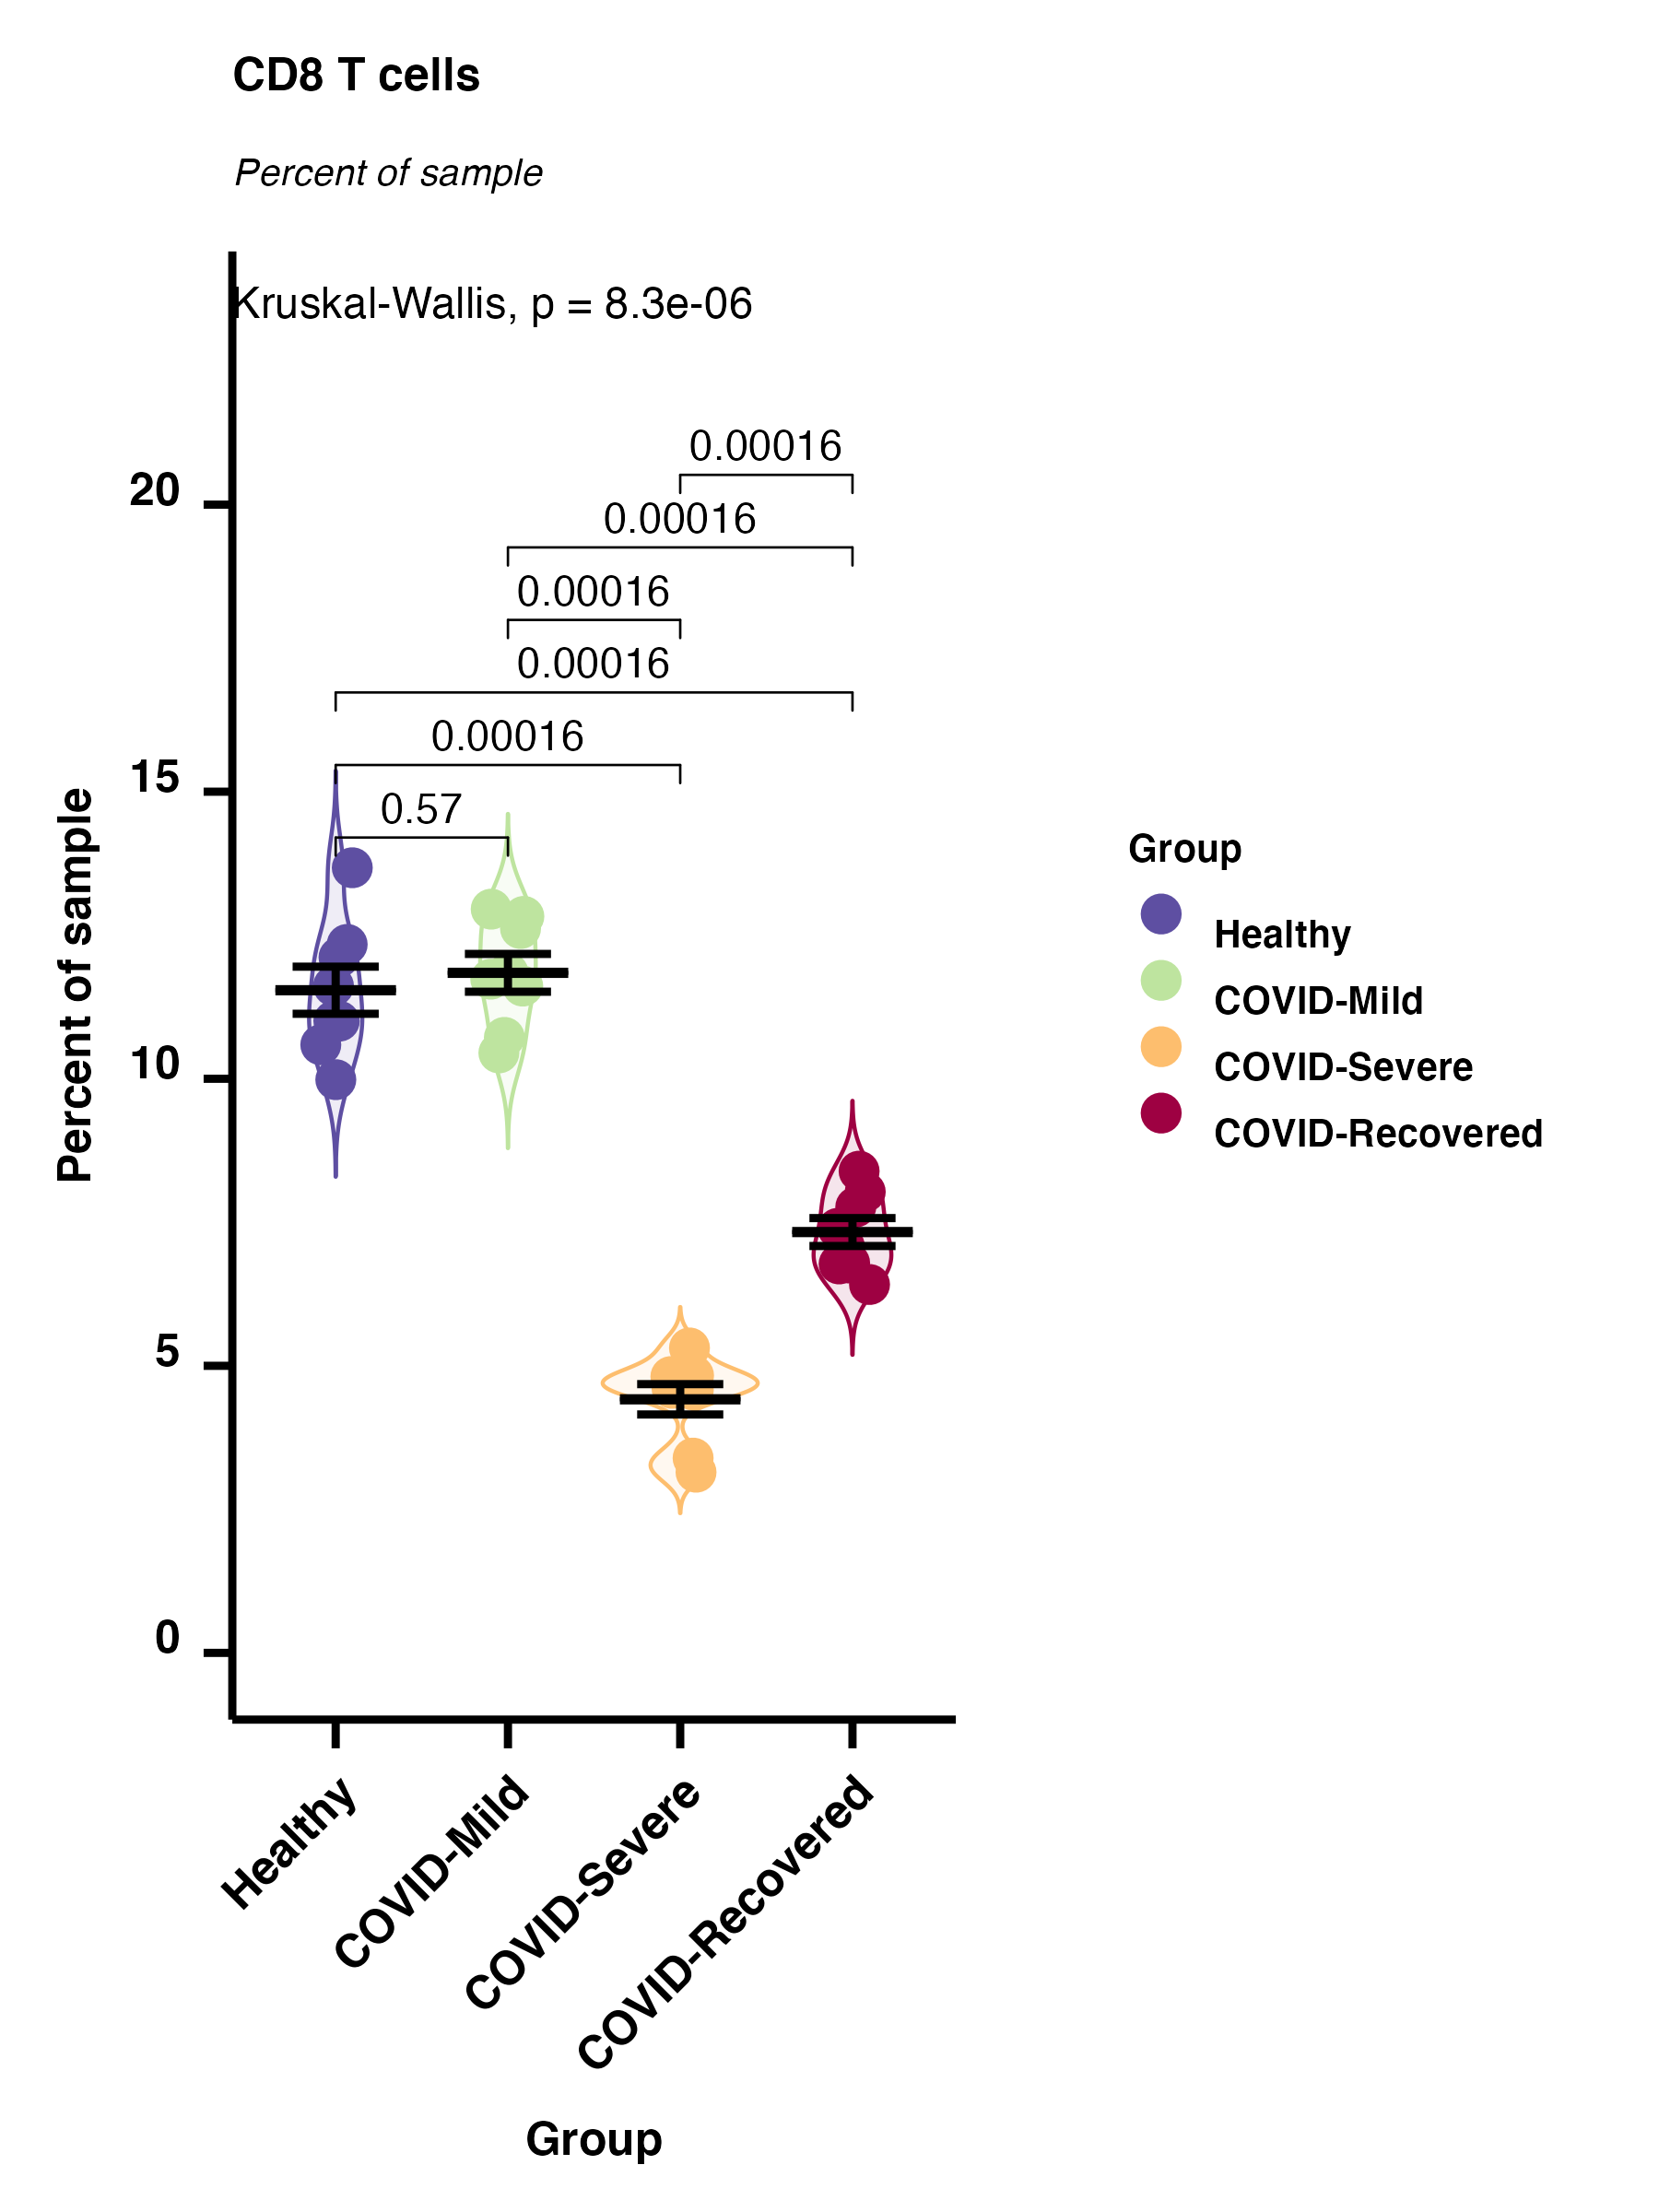 CD8 T cells
Percent of sample
Kruskal-Wallis, p = 8.3e-06
0.00016
0.00016
0.00016
0.00016
0.00016
0.57
20
15
10
5
0
Percent of sample
Healthy
COVID-Mild
COVID-Severe
COVID-Recovered
Group
Group
Healthy
COVID-Mild
COVID-Severe
COVID-Recovered